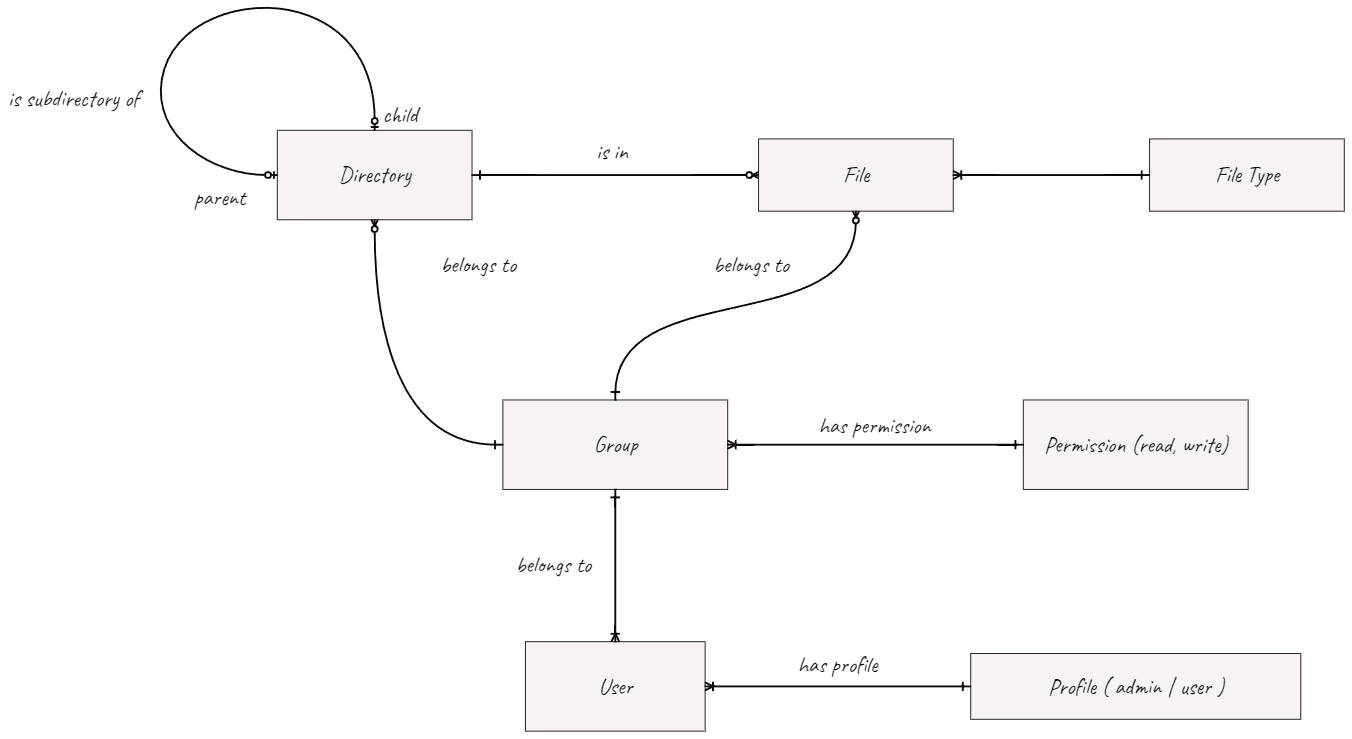 is subdirectory of
child
parent
Directory
is in
File
File Type
belongs to
belongs to
Group
has permission
Permission (read, write)
belongs to
User
has profile
Profile ( admin / user )